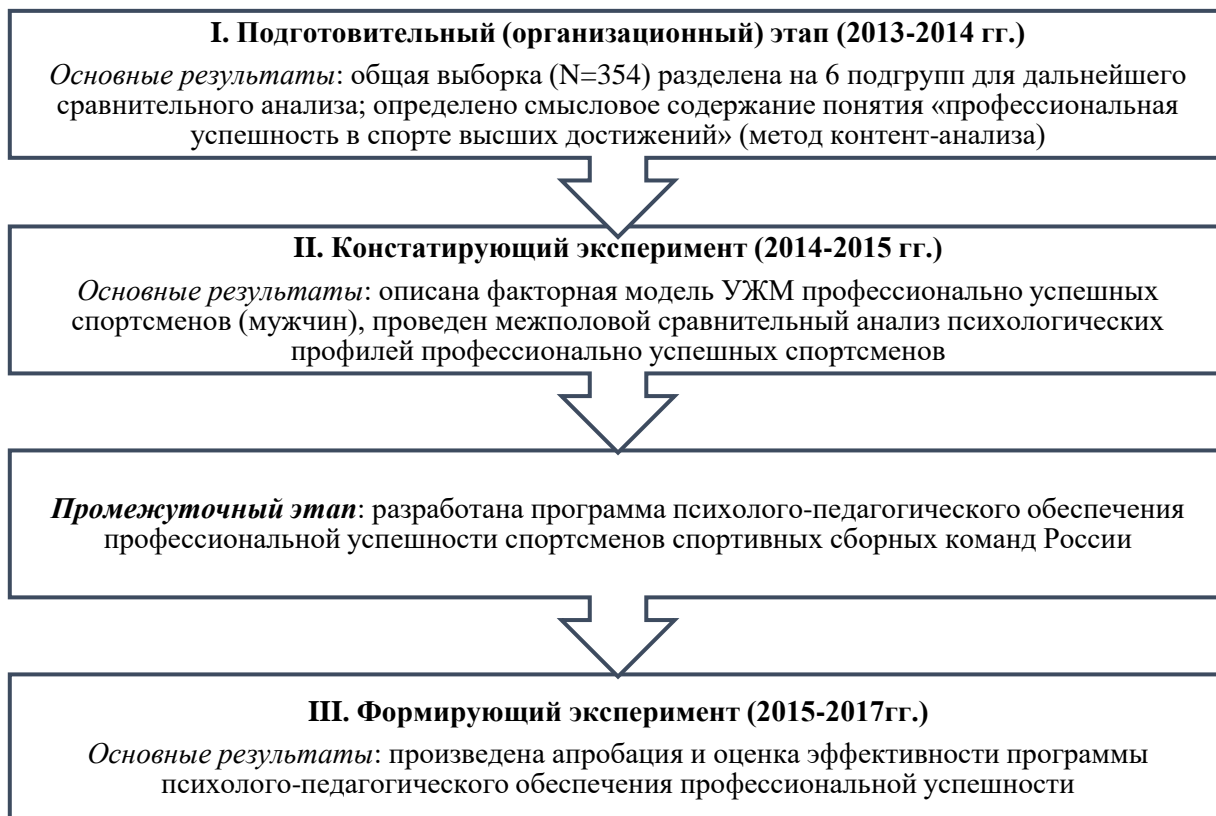 I. Подготовительный (организационный) этап (2013-2014 гг.)
Основные результаты: общая выборка (N=354) разделена на 6 подгрупп для дальнейшего
сравнительного анализа; определено смысловое содержание понятия «профессиональная
успешность в спорте высших достижений» (метод контент-анализа)
II. Констатирующий эксперимент (2014-2015 гг.)
Основные результаты: описана факторная модель УЖМ профессионально успешных
спортсменов (мужчин), проведен межполовой сравнительный анализ психологических
профилей профессионально успешных спортсменов
Промежуточный этап: разработана программа психолого-педагогического обеспечения
профессиональной успешности спортсменов спортивных сборных команд России
III. Формирующий эксперимент (2015-2017гг.)
Основные результаты: произведена апробация и оценка эффективности программы
психолого-педагогического обеспечения профессиональной успешности